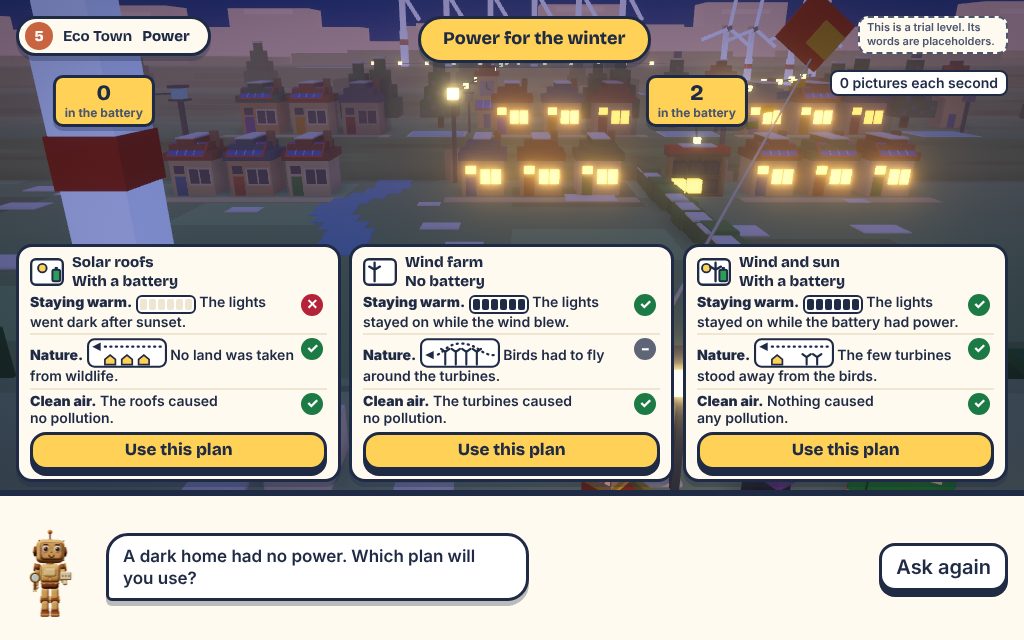 5 Eco Town Power
Power for the winter
This is a trial level. Its
words are placeholders.
0 pictures each second
0
in the battery
2
in the battery
Solar roofs
With a battery
Staying warm. The lights
went dark after sunset.
Nature. No land was taken
from wildlife.
Clean air. The roofs caused
no pollution.
Use this plan
Wind farm
No battery
Staying warm. The lights
stayed on while the wind blew.
Nature. Birds had to fly
around the turbines.
Clean air. The turbines caused
no pollution.
Use this plan
Wind and sun
With a battery
Staying warm. The lights
stayed on while the battery had power.
Nature. The few turbines
stood away from the birds.
Clean air. Nothing caused
any pollution.
Use this plan
A dark home had no power. Which plan will
you use?
Ask again